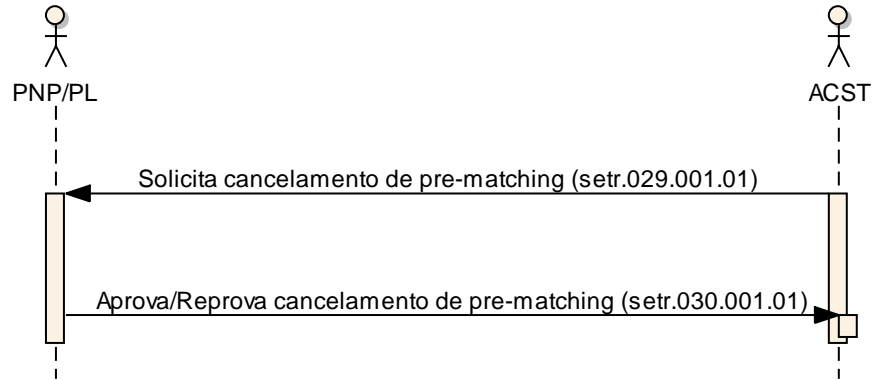 PNP/PL
ACST
Solicita cancelamento de pre-matching (setr.029.001.01)
Aprova/Reprova cancelamento de pre-matching (setr.030.001.01)